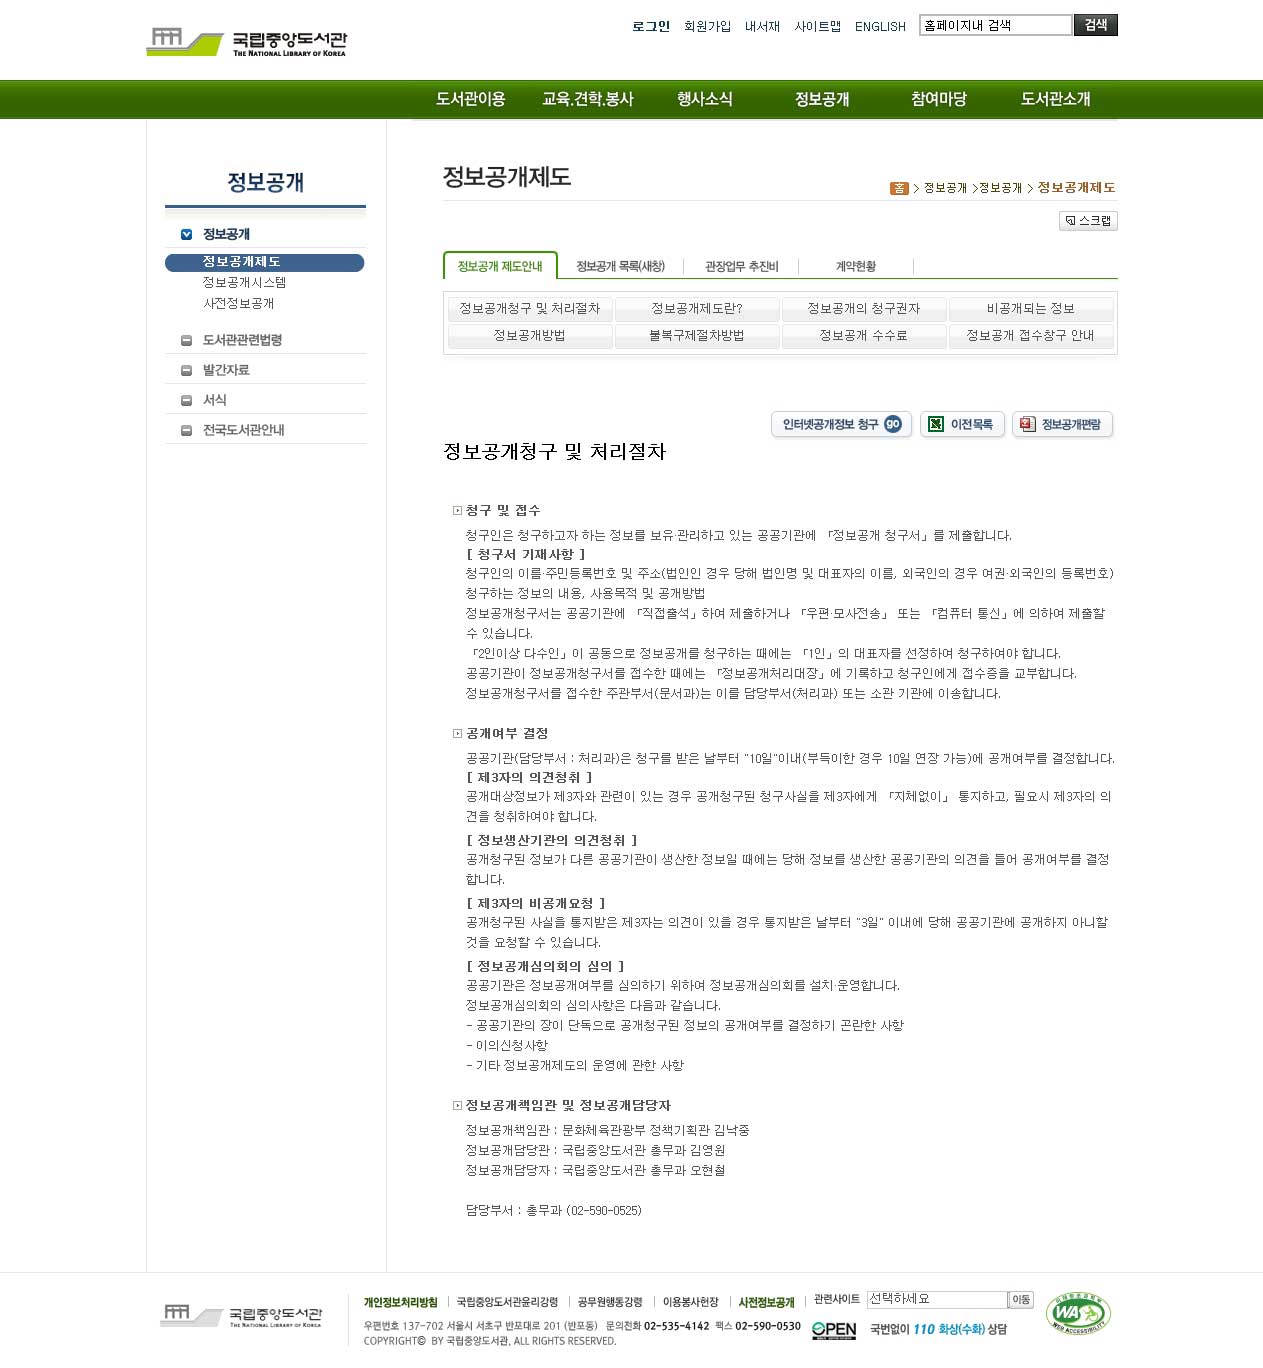 국립중앙도서관
THE NATIONAL LIBRARY OF KOREA
로그인 회원가입 내서재 사이트맵 ENGLISH 홈페이지내 검색 검색
도서관이용 교육.견학.봉사 행사소식 정보공개 참여마당 도서관소개
정보공개
정보공개
정보공개제도
정보공개시스템
사전정보공개
도서관관련법령
발간자료
서식
전국도서관안내
정보공개제도
홈 > 정보공개 >정보공개 > 정보공개제도
스크랩
정보공개 제도안내 정보공개 목록(새창) 관장업무 추진비 계약현황
정보공개청구 및 처리절차 정보공개제도란? 정보공개의 청구권자 비공개되는 정보
정보공개방법 불복구제절차방법 정보공개 수수료 정보공개 접수창구 안내
인터넷공개정보 청구 go 이전목록 정보공개편람
정보공개청구 및 처리절차
청구 및 접수
청구인은 청구하고자 하는 정보를 보유·관리하고 있는 공공기관에 「정보공개 청구서」를 제출합니다.
[ 청구서 기재사항 ]
청구인의 이름·주민등록번호 및 주소(법인인 경우 당해 법인명 및 대표자의 이름, 외국인의 경우 여권·외국인의 등록번호)
청구하는 정보의 내용, 사용목적 및 공개방법
정보공개청구서는 공공기관에 「직접출석」하여 제출하거나 「우편·모사전송」 또는 「컴퓨터 통신」에 의하여 제출할
수 있습니다.
「2인이상 다수인」이 공동으로 정보공개를 청구하는 때에는 「1인」의 대표자를 선정하여 청구하여야 합니다.
공공기관이 정보공개청구서를 접수한 때에는 「정보공개처리대장」에 기록하고 청구인에게 접수증을 교부합니다.
정보공개청구서를 접수한 주관부서(문서과)는 이를 담당부서(처리과) 또는 소관 기관에 이송합니다.
공개여부 결정
공공기관(담당부서 : 처리과)은 청구를 받은 날부터 "10일"이내(부득이한 경우 10일 연장 가능)에 공개여부를 결정합니다.
[ 제3자의 의견청취 ]
공개대상정보가 제3자와 관련이 있는 경우 공개청구된 청구사실을 제3자에게 「지체없이」 통지하고, 필요시 제3자의 의
견을 청취하여야 합니다.
[ 정보생산기관의 의견청취 ]
공개청구된 정보가 다른 공공기관이 생산한 정보일 때에는 당해 정보를 생산한 공공기관의 의견을 들어 공개여부를 결정
합니다.
[ 제3자의 비공개요청 ]
공개청구된 사실을 통지받은 제3자는 의견이 있을 경우 통지받은 날부터 "3일" 이내에 당해 공공기관에 공개하지 아니할
것을 요청할 수 있습니다.
[ 정보공개심의회의 심의 ]
공공기관은 정보공개여부를 심의하기 위하여 정보공개심의회를 설치·운영합니다.
정보공개심의회의 심의사항은 다음과 같습니다.
- 공공기관의 장이 단독으로 공개청구된 정보의 공개여부를 결정하기 곤란한 사항
- 이의신청사항
- 기타 정보공개제도의 운영에 관한 사항
정보공개책임관 및 정보공개담당자
정보공개책임관 : 문화체육관광부 정책기획관 김낙중
정보공개담당관 : 국립중앙도서관 총무과 김영원
정보공개담당자 : 국립중앙도서관 총무과 오현철
담당부서 : 총무과 (02-590-0525)
국립중앙도서관
THE NATIONAL LIBRARY OF KOREA
개인정보처리방침 국립중앙도서관윤리강령 공무원행동강령 이용봉사헌장 사전정보공개 관련사이트 선택하세요 이동
우편번호 137-702 서울시 서초구 반포대로 201 (반포동) 문의전화 02-535-4142 팩스 02-590-0530
COPYRIGHT© BY 국립중앙도서관, ALL RIGHTS RESERVED.
OPEN
국번없이 110 화상(수화) 상담
WA
WEB ACCESSIBILITY